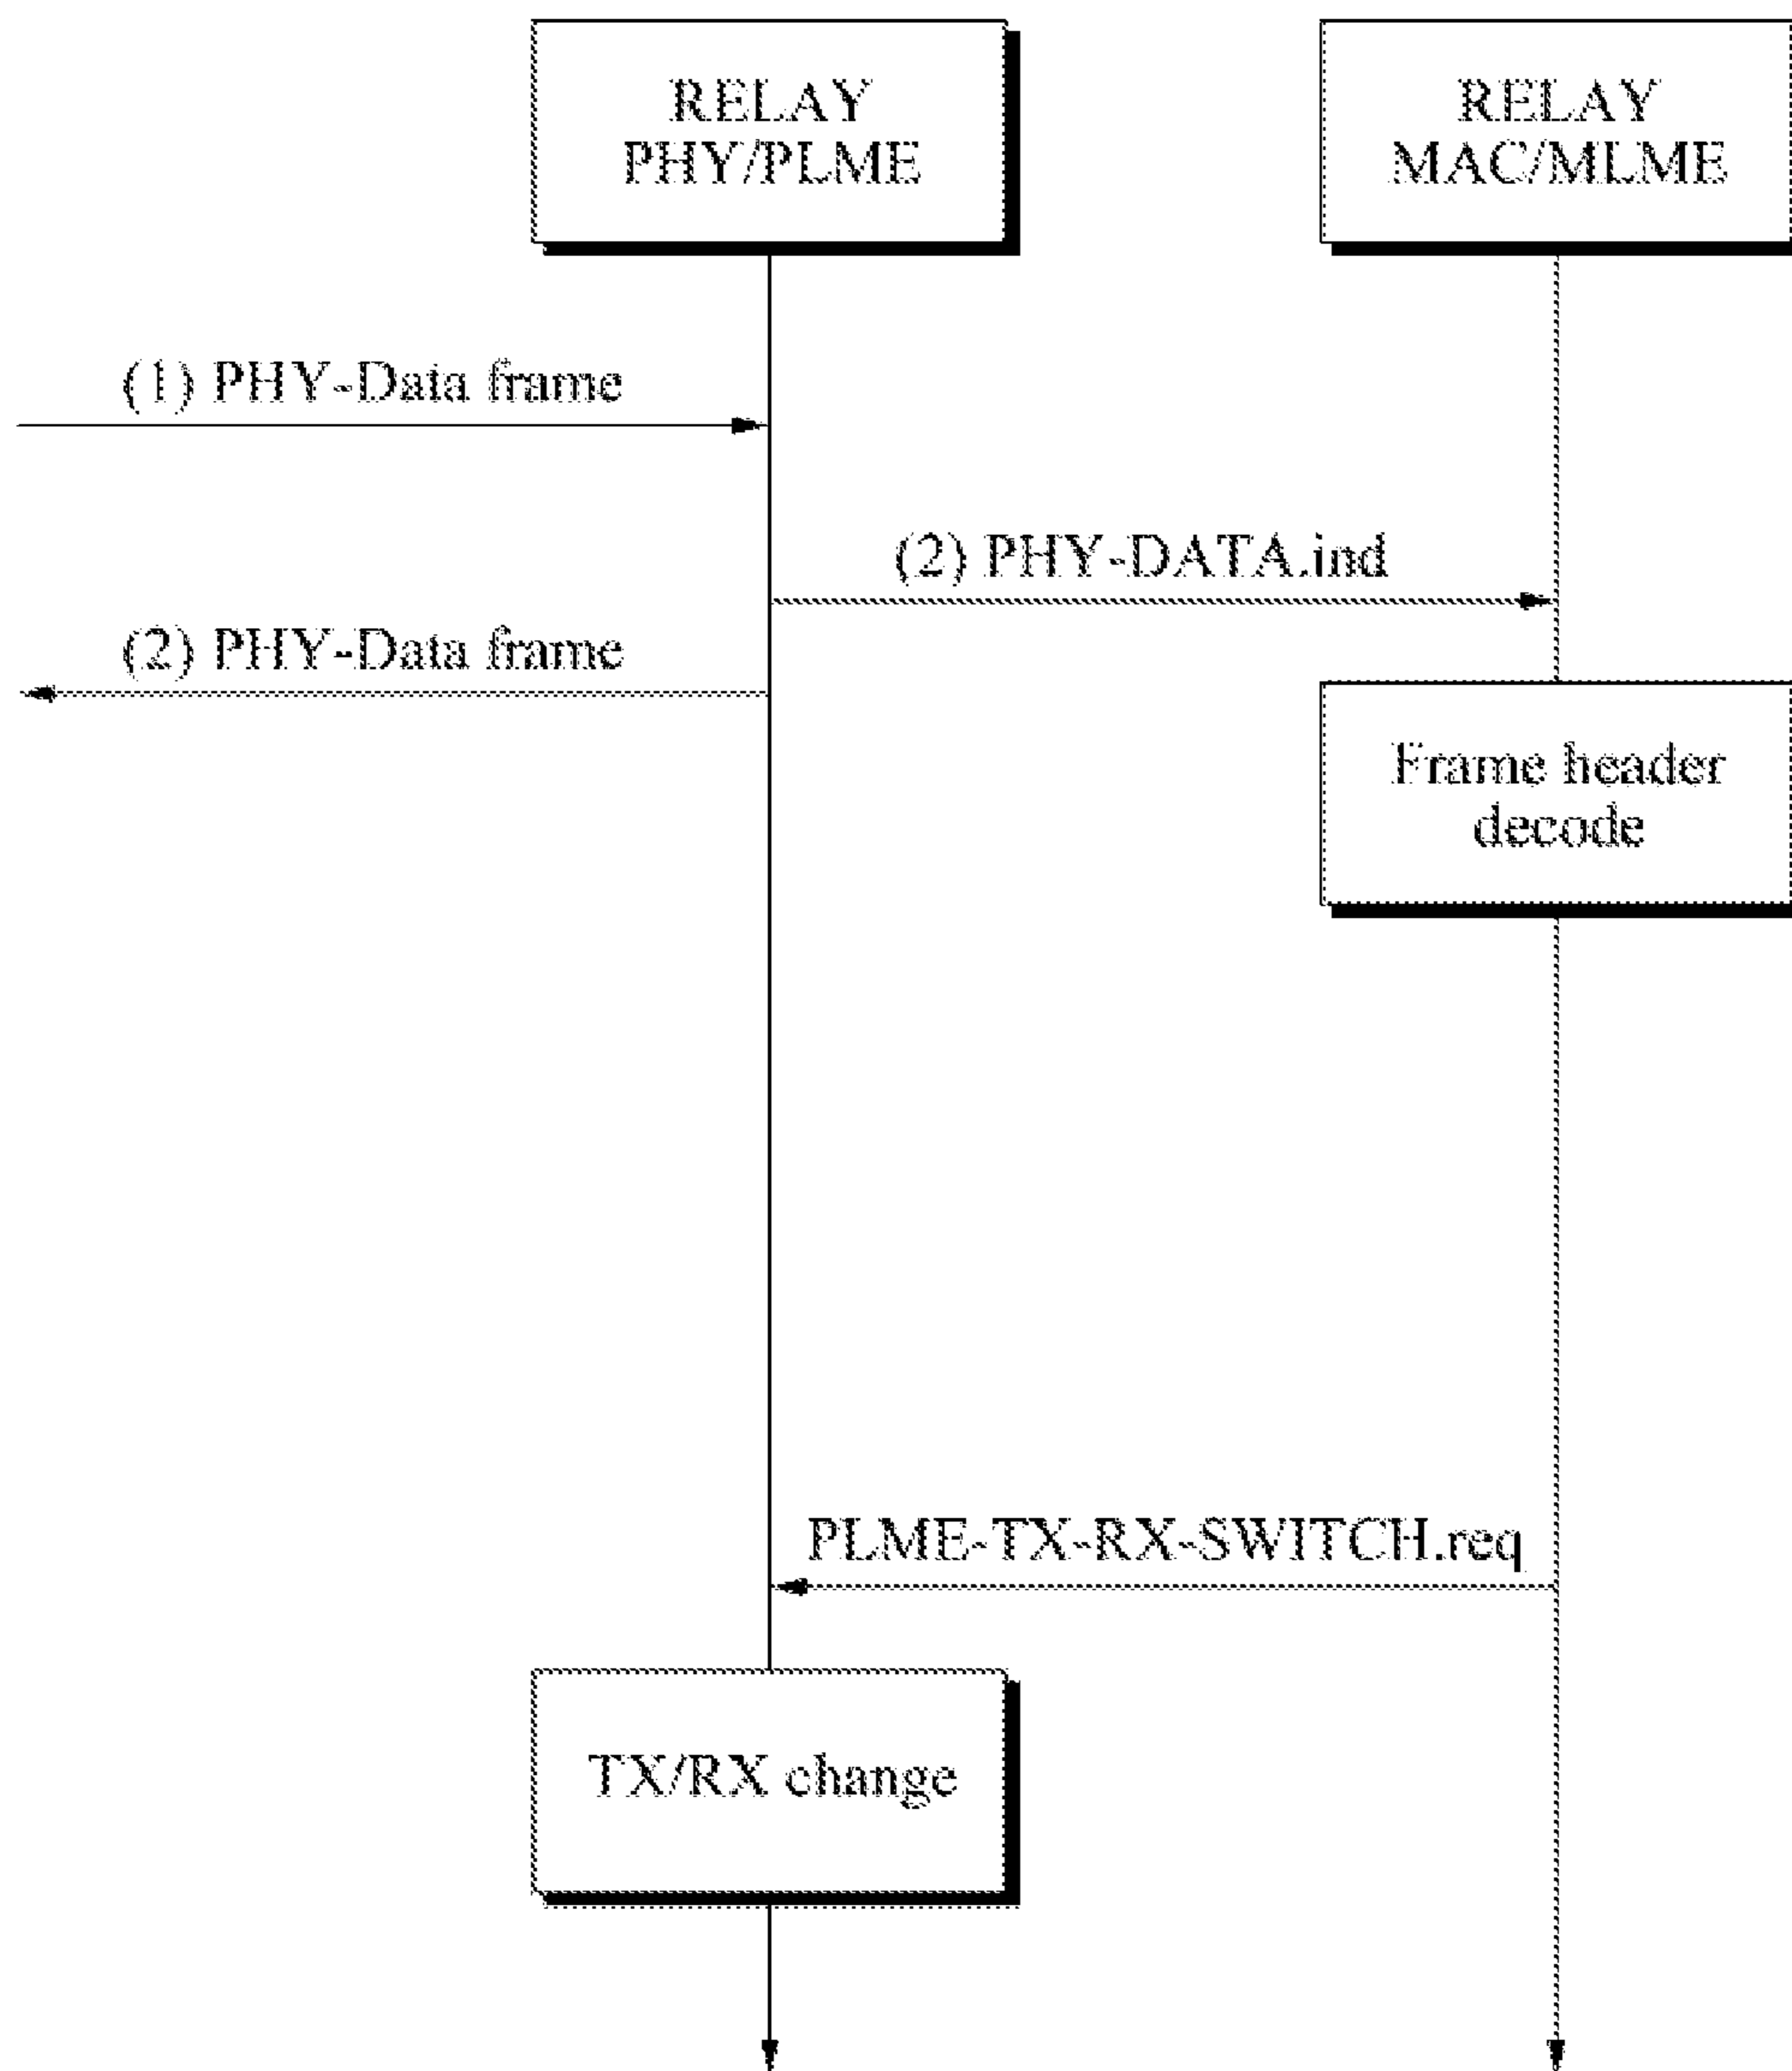 RELAY
PHY/PLME
RELAY
MAC/MLME
(1) PHY-Data frame
(2) PHY-DATA.ind
(2) PHY-Data frame
Frame header
decode
PLME-TX-RX-SWITCH.req
TX/RX change